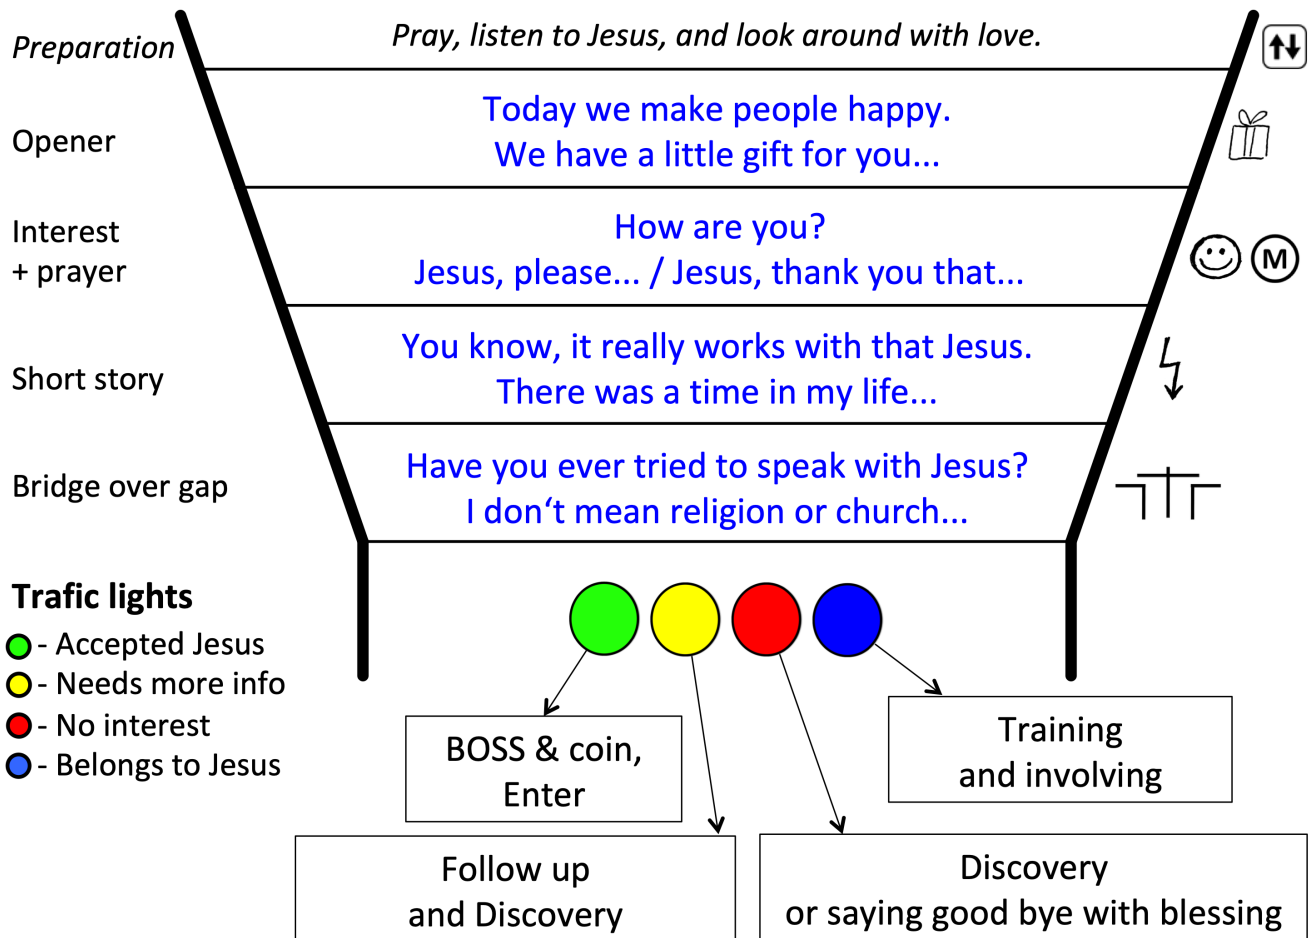 Preparation
Pray, listen to Jesus, and look around with love.
Opener
Today we make people happy.
We have a little gift for you...
Interest
+ prayer
How are you?
Jesus, please... / Jesus, thank you that...
M
Short story
You know, it really works with that Jesus.
There was a time in my life...
Bridge over gap
Have you ever tried to speak with Jesus?
I don‘t mean religion or church...
Trafic lights
- Accepted Jesus
- Needs more info
- No interest
- Belongs to Jesus
BOSS & coin,
Enter
Training
and involving
Follow up
and Discovery
Discovery
or saying good bye with blessing